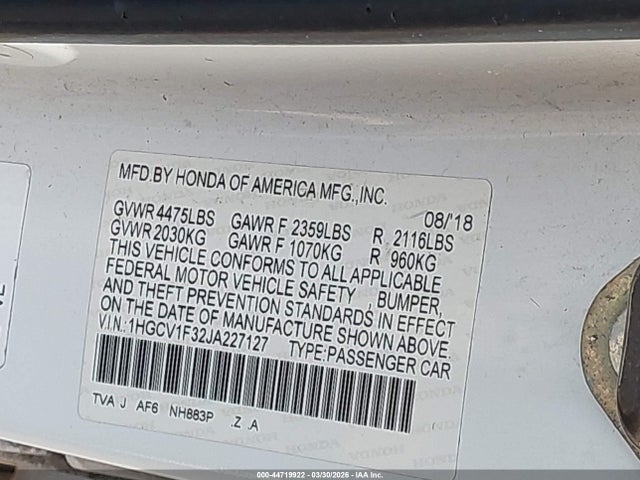 MFD.BY HONDA OF AMERICA MFG.,INC.
08/'18
GVWR 4475LBS GAWR F 2359LBS R 2116LBS
GVWR 2030KG GAWR F 1070KG R 960KG
THIS VEHICLE CONFORMS TO ALL APPLICABLE
FEDERAL MOTOR VEHICLE SAFETY BUMPER,
AND THEFT PREVENTION STANDARDS IN EFFECT
ON THE DATE OF MANUFACTURE SHOWN ABOVE.
V.I.N.:1HGCV1F32JA227127 TYPE:PASSENGER CAR
TVA J AF6 NH883P .Z .A
000-44719922 - 03/30/2026 - IAA Inc.